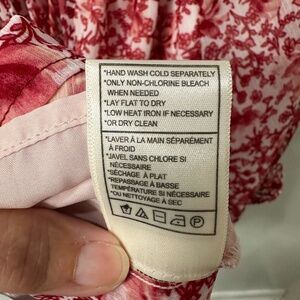 *HAND WASH COLD SEPARATELY
*ONLY NON-CHLORINE BLEACH
WHEN NEEDED
*LAY FLAT TO DRY
*LOW HEAT IRON IF NECESSARY
*OR DRY CLEAN
*LAVER À LA MAIN SÉPARÉMENT
À FROID
*JAVEL SANS CHLORE SI
NÉCESSAIRE
*SÉCHAGE À PLAT
*REPASSAGE À BASSE
TEMPÉRATURE SI NÉCESSAIRE
*OU NETTOYAGE À SEC
P